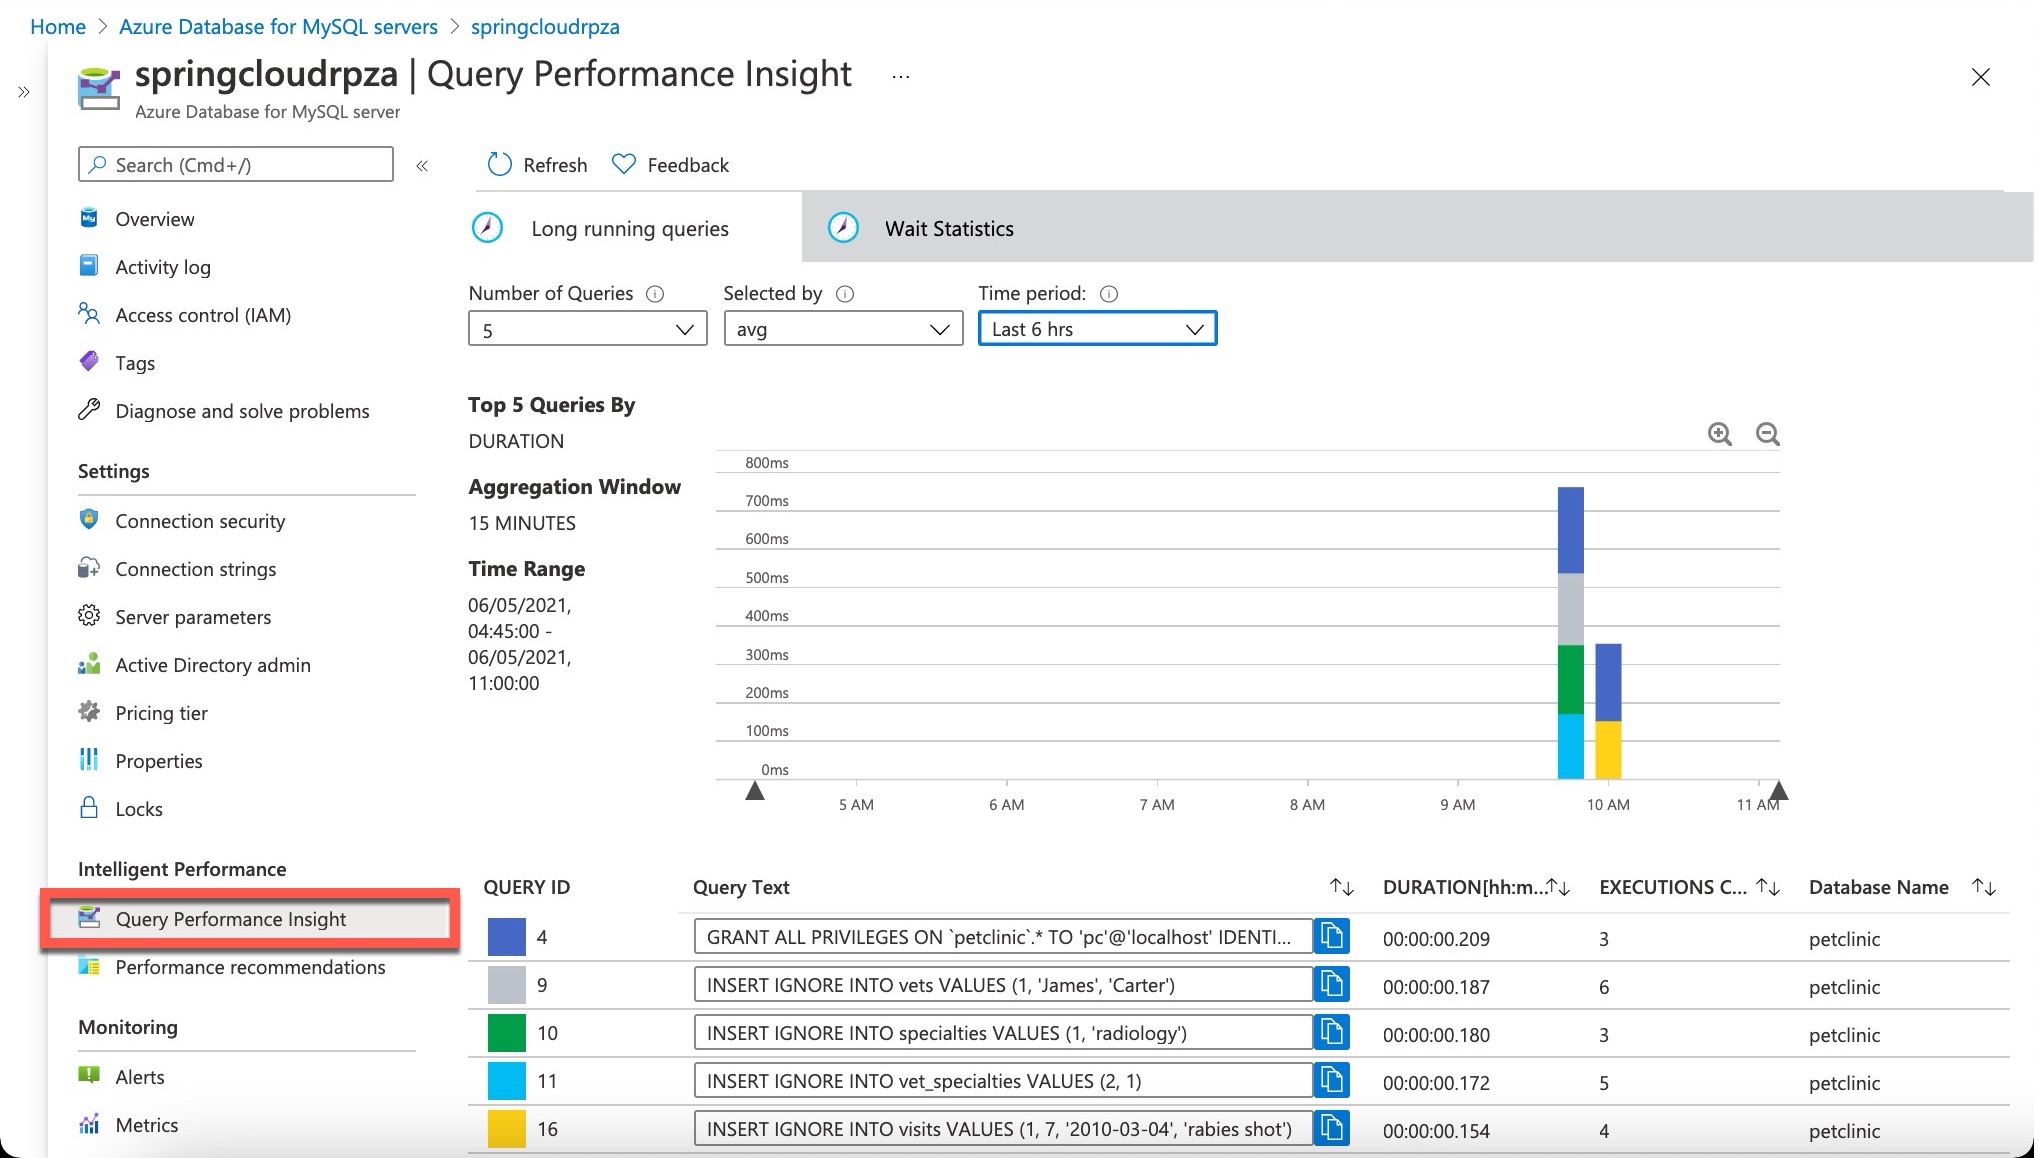 Home > Azure Database for MySQL servers > springcloudrpza
springcloudrpza | Query Performance Insight ...
Azure Database for MySQL server
Search (Cmd+/)
Overview
Activity log
Access control (IAM)
Tags
Diagnose and solve problems
Settings
Connection security
Connection strings
Server parameters
Active Directory admin
Pricing tier
Properties
Locks
Intelligent Performance
Query Performance Insight
Performance recommendations
Monitoring
Alerts
Metrics
Refresh Feedback
Long running queries Wait Statistics
Number of Queries Selected by Time period:
5 avg Last 6 hrs
Top 5 Queries By
DURATION
Aggregation Window
15 MINUTES
Time Range
06/05/2021,
04:45:00 -
06/05/2021,
11:00:00
800ms
700ms
600ms
500ms
400ms
300ms
200ms
100ms
0ms
5 AM 6 AM 7 AM 8 AM 9 AM 10 AM 11 AM
QUERY ID Query Text DURATION[hh:m... EXECUTIONS C... Database Name
4 GRANT ALL PRIVILEGES ON `petclinic`.* TO 'pc'@'localhost' IDENTI... 00:00:00.209 3 petclinic
9 INSERT IGNORE INTO vets VALUES (1, 'James', 'Carter') 00:00:00.187 6 petclinic
10 INSERT IGNORE INTO specialties VALUES (1, 'radiology') 00:00:00.180 3 petclinic
11 INSERT IGNORE INTO vet_specialties VALUES (2, 1) 00:00:00.172 5 petclinic
16 INSERT IGNORE INTO visits VALUES (1, 7, '2010-03-04', 'rabies shot') 00:00:00.154 4 petclinic